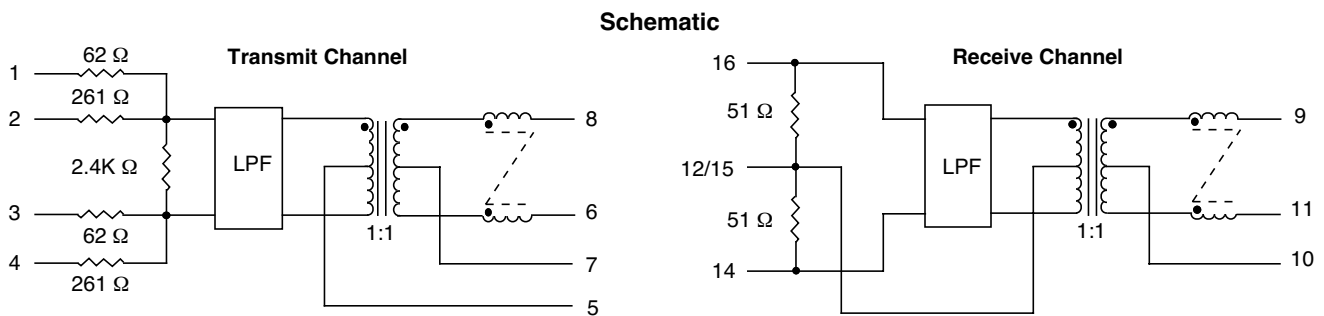 Schematic
Transmit Channel
1
62 Ω
2
261 Ω
2.4K Ω
3
62 Ω
4
261 Ω
LPF
1:1
8
6
7
5
Receive Channel
16
51 Ω
12/15
51 Ω
14
LPF
1:1
9
11
10